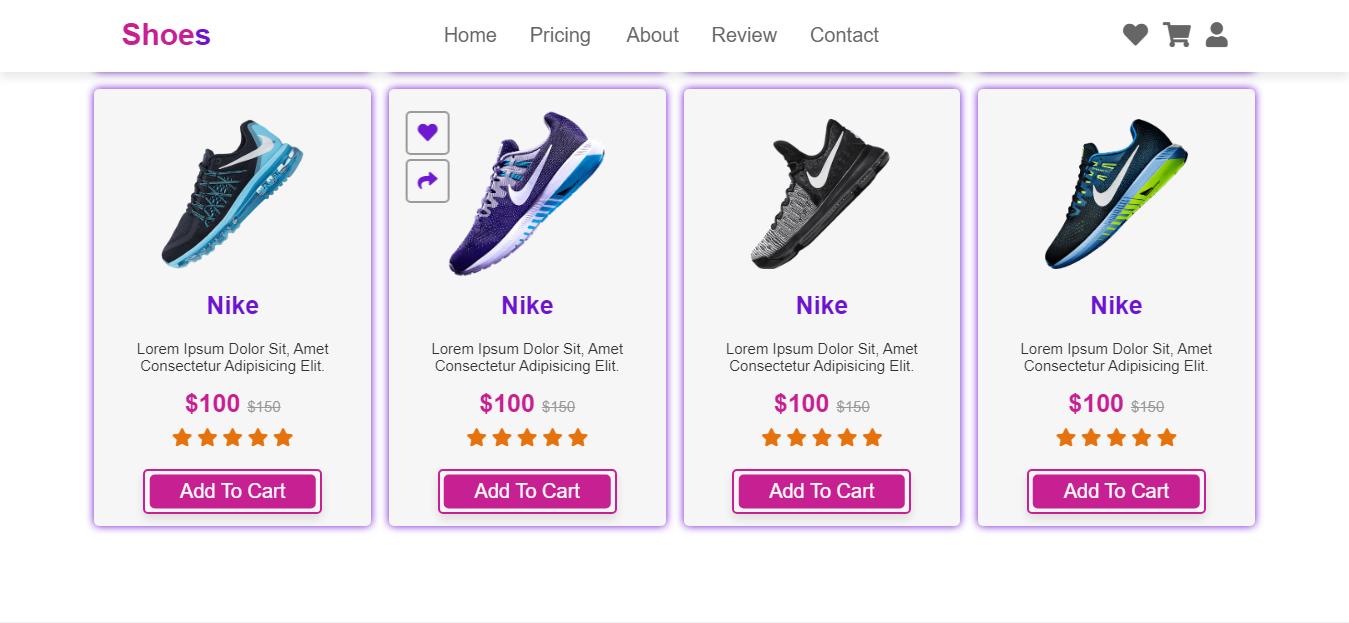 Shoes
Home Pricing About Review Contact
Nike
Lorem Ipsum Dolor Sit, Amet
Consectetur Adipisicing Elit.
$100 $150
Add To Cart
Nike
Lorem Ipsum Dolor Sit, Amet
Consectetur Adipisicing Elit.
$100 $150
Add To Cart
Nike
Lorem Ipsum Dolor Sit, Amet
Consectetur Adipisicing Elit.
$100 $150
Add To Cart
Nike
Lorem Ipsum Dolor Sit, Amet
Consectetur Adipisicing Elit.
$100 $150
Add To Cart